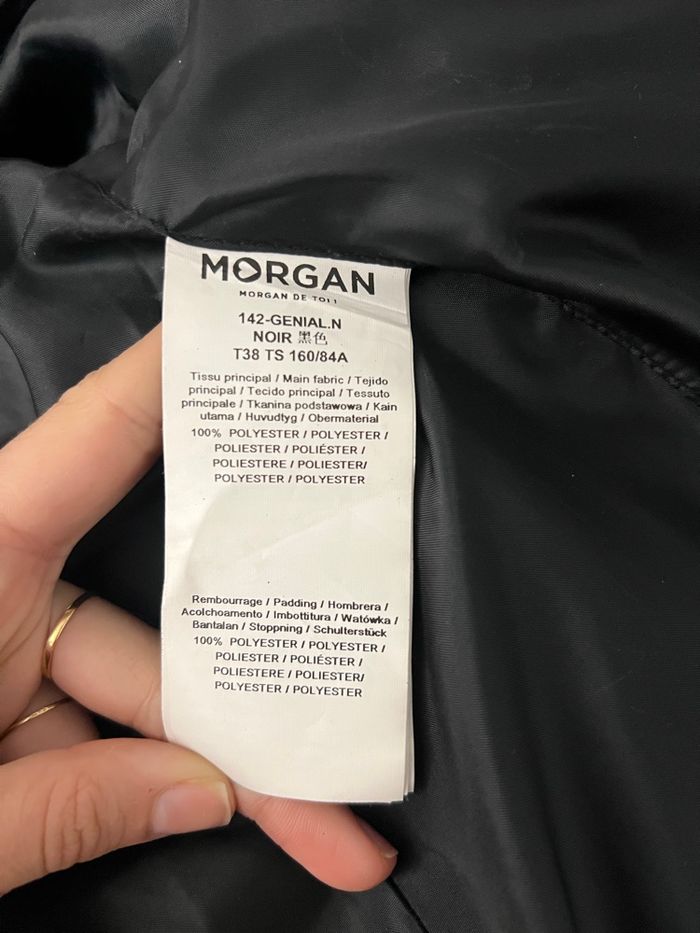 MORGAN
MORGAN DE TOI
142-GENIAL.N
NOIR 黑色
T38 TS 160/84A
Tissu principal / Main fabric / Tejido
principal / Tecido principal / Tessuto
principale / Tkanina podstawowa / Kain
utama / Huvudtyg / Obermaterial
100% POLYESTER / POLYESTER /
POLIESTER / POLIÉSTER /
POLIESTERE / POLIESTER/
POLYESTER / POLYESTER
Rembourrage / Padding / Hombrera /
Acolchoamento / Imbottitura / Watówka /
Bantalan / Stoppning / Schulterstück
100% POLYESTER / POLYESTER /
POLIESTER / POLIÉSTER /
POLIESTERE / POLIESTER/
POLYESTER / POLYESTER